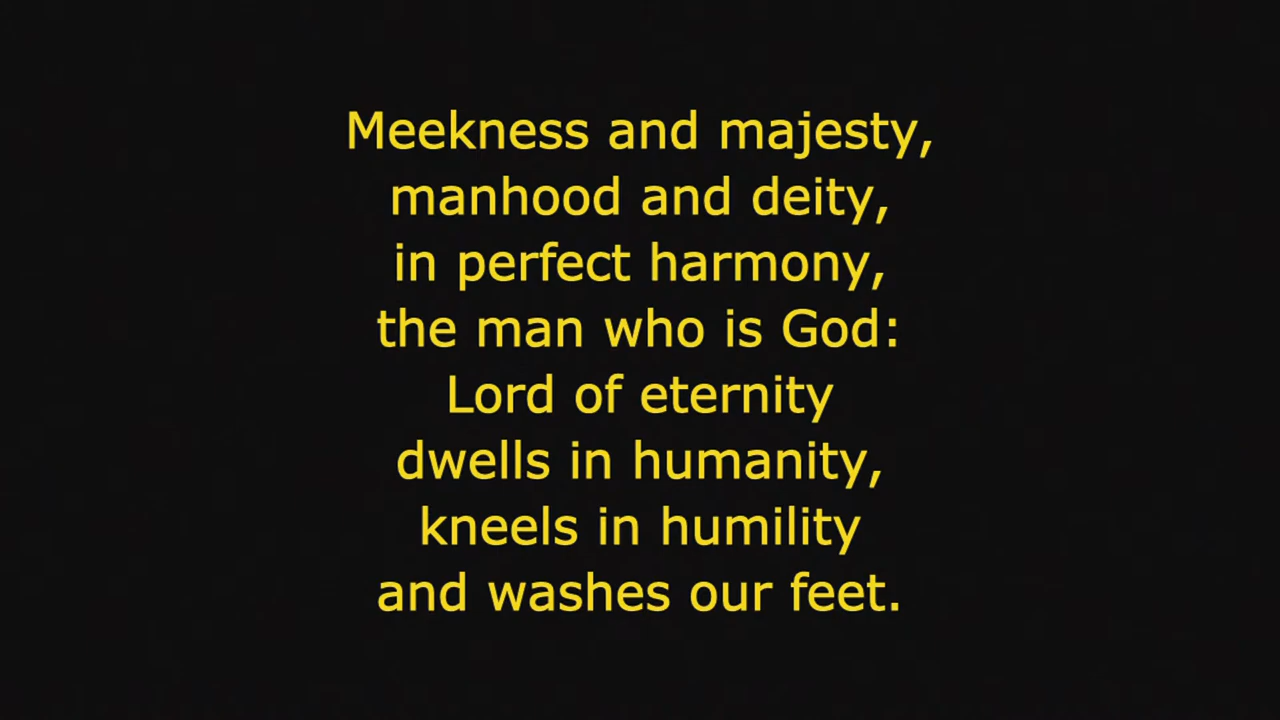 Meekness and majesty,
manhood and deity,
in perfect harmony,
the man who is God:
Lord of eternity
dwells in humanity,
kneels in humility
and washes our feet.